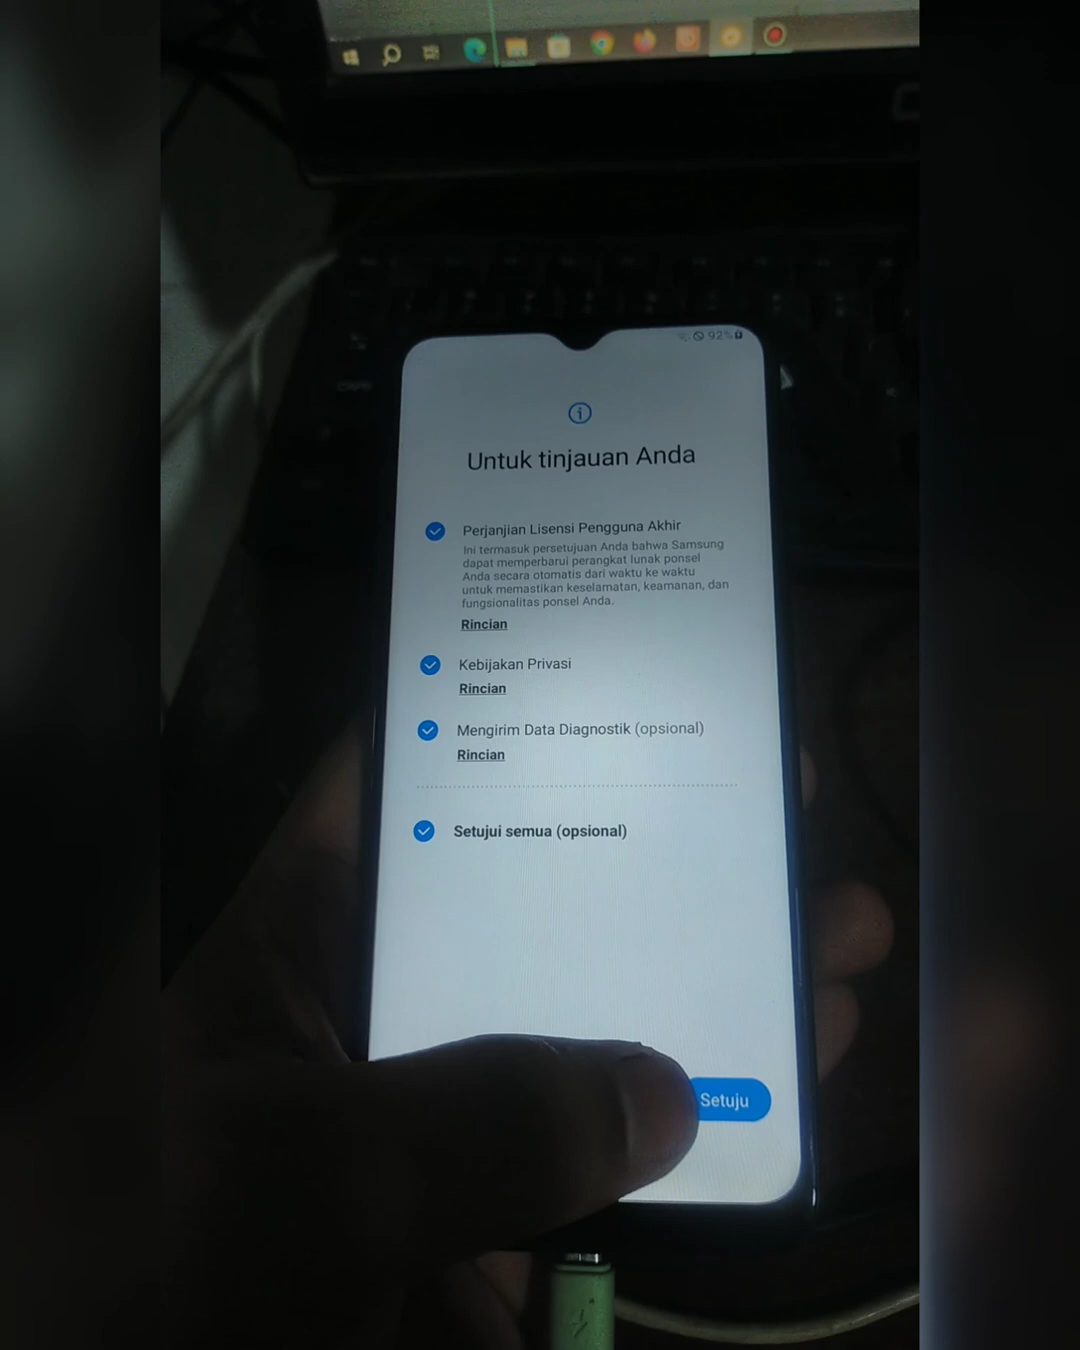 92%
Untuk tinjauan Anda
Perjanjian Lisensi Pengguna Akhir
Ini termasuk persetujuan Anda bahwa Samsung
dapat memperbarui perangkat lunak ponsel
Anda secara otomatis dari waktu ke waktu
untuk memastikan keselamatan, keamanan, dan
fungsionalitas ponsel Anda.
Rincian
Kebijakan Privasi
Rincian
Mengirim Data Diagnostik (opsional)
Rincian
Setujui semua (opsional)
Setuju